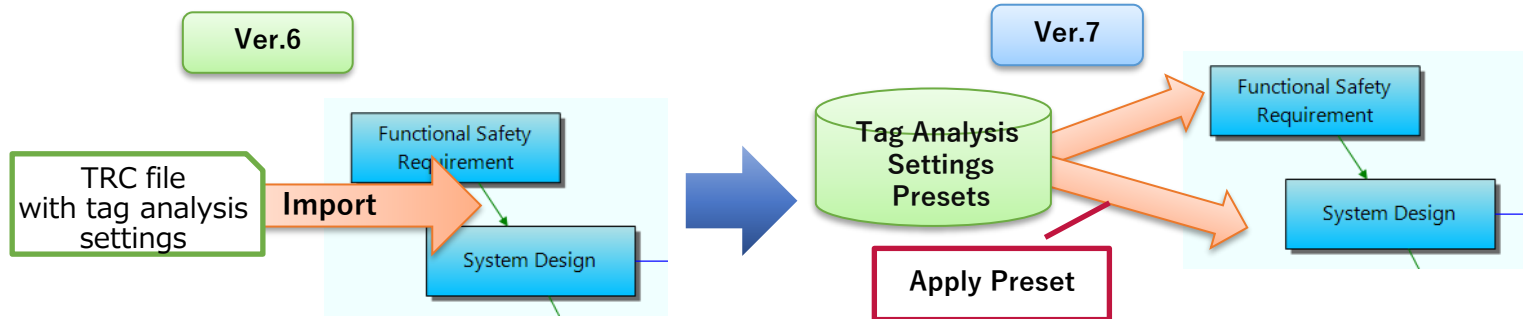 Ver.6
TRC file
with tag analysis
settings
Import
Functional Safety
Requirement
System Design
Ver.7
Tag Analysis
Settings
Presets
Apply Preset
Functional Safety
Requirement
System Design